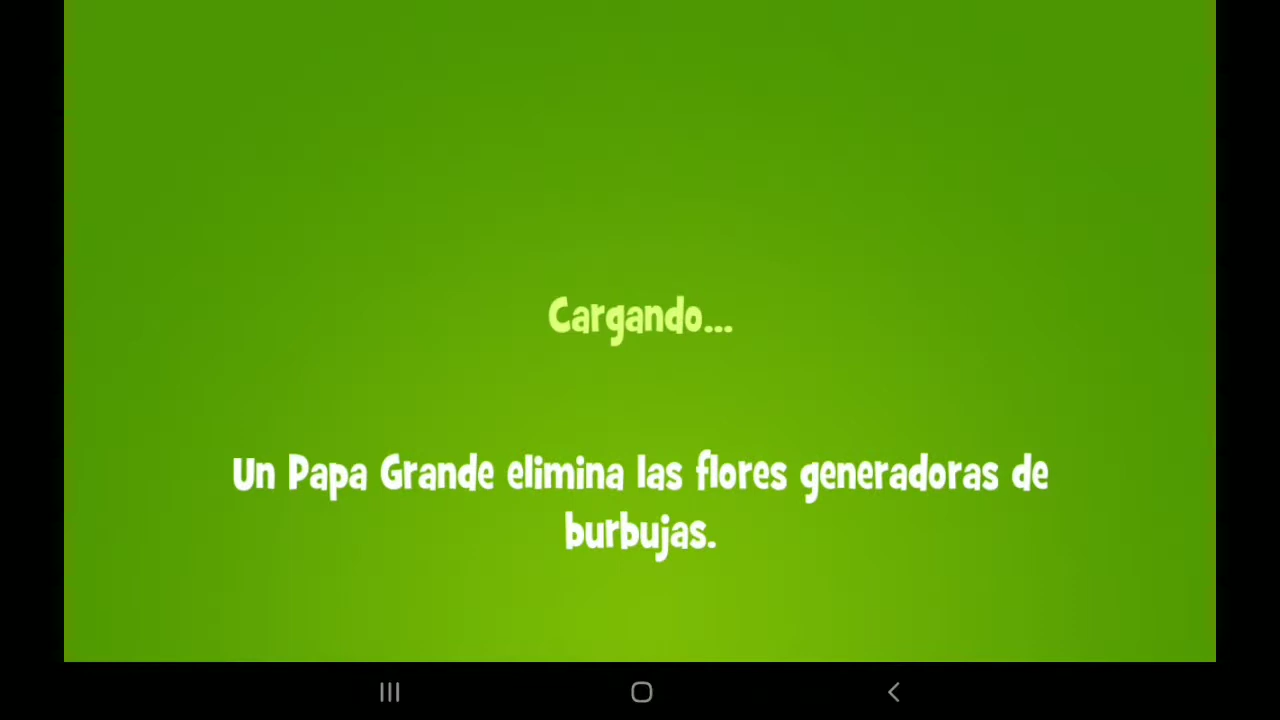 Cargando...
Un Papa Grande elimina las flores generadoras de
burbujas.